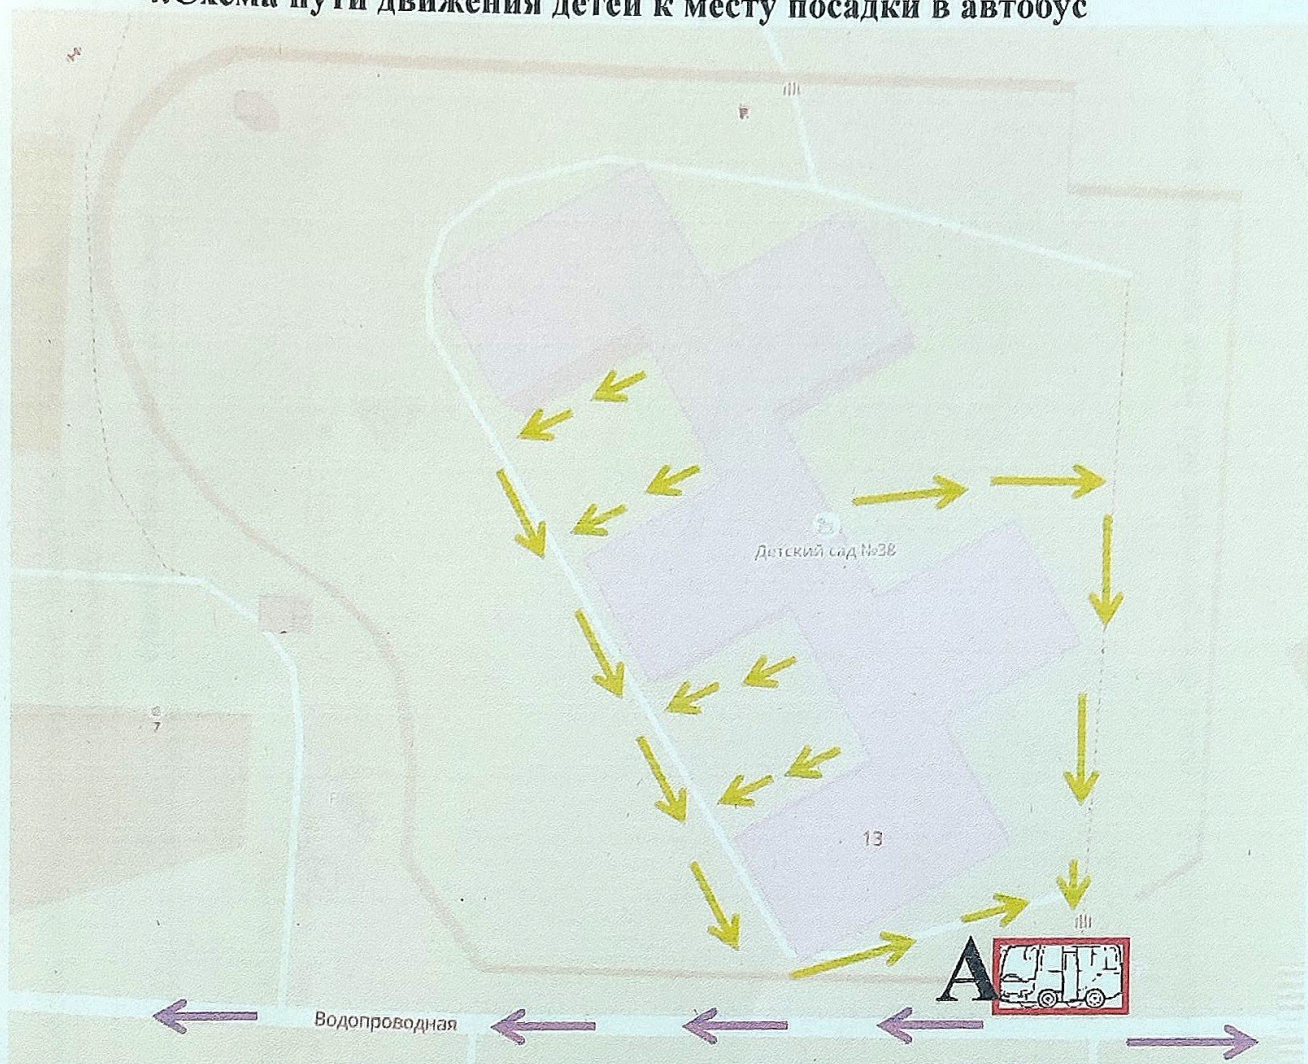 Схема пути движения детей к месту посадки в автобус
Детский сад №38
7
13
А
Водопроводная